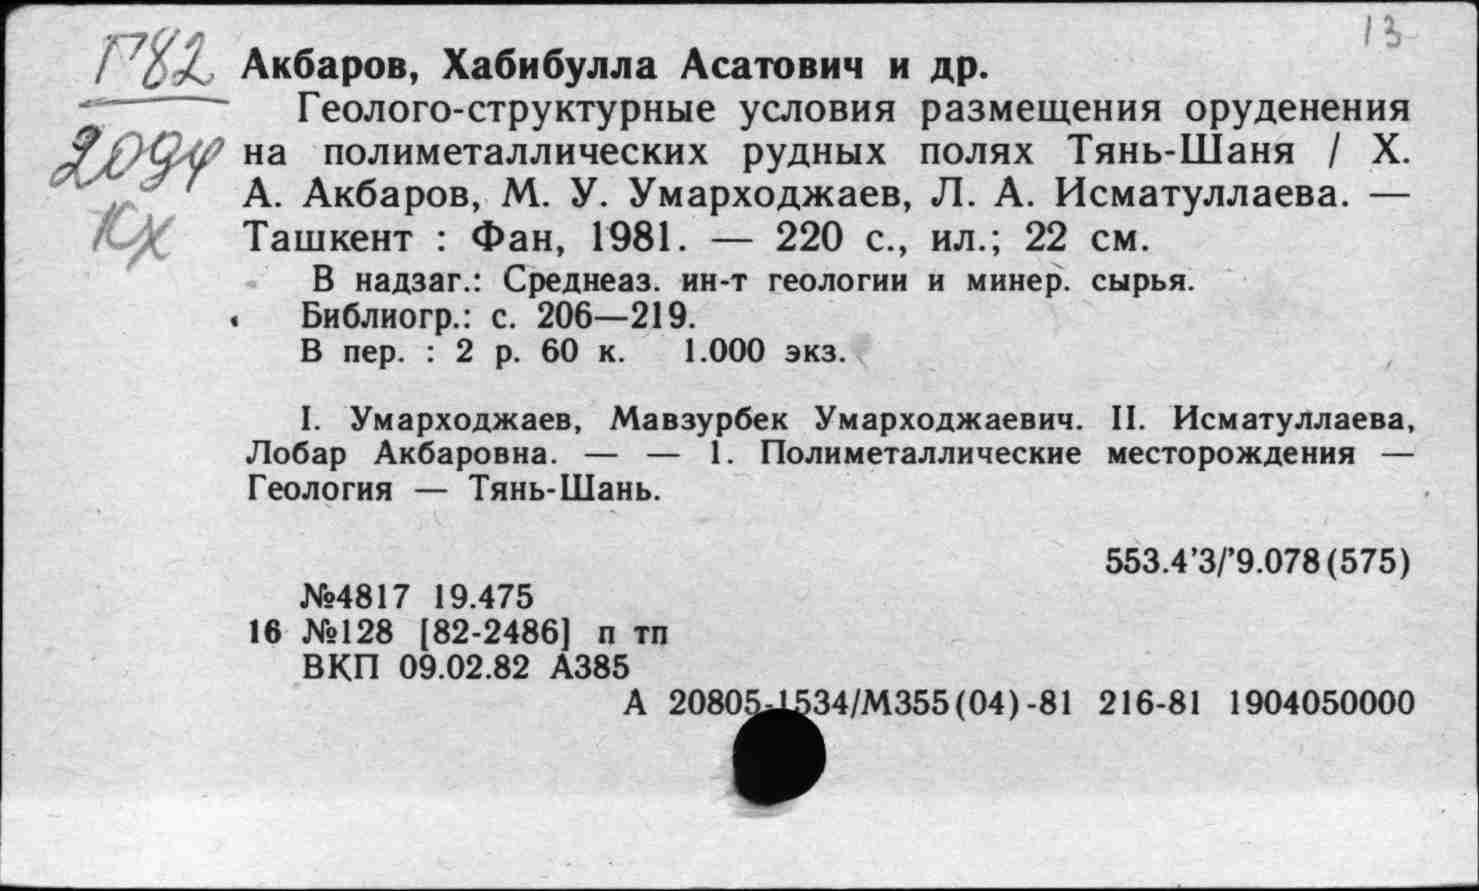 13
Г82
2094
КХ
Акбаров, Хабибулла Асатович и др.
Геолого-структурные условия размещения оруденения
на полиметаллических рудных полях Тянь-Шаня / Х.
А. Акбаров, М. У. Умарходжаев, Л. А. Исматуллаева. —
Ташкент : Фан, 1981. — 220 с., ил.; 22 см.
В надзаг.: Среднеаз. ин-т геологии и минер. сырья.
Библиогр.: с. 206—219.
В пер. : 2 р. 60 к. 1.000 экз.
I. Умарходжаев, Мавзурбек Умарходжаевич. II. Исматуллаева,
Лобар Акбаровна. — — 1. Полиметаллические месторождения —
Геология — Тянь-Шань.
553.4’3/’9.078(575)
№4817 19.475
16 №128 [82-2486] п тп
ВКП 09.02.82 А385
А 20805-1534/М355(04)-81 216-81 1904050000